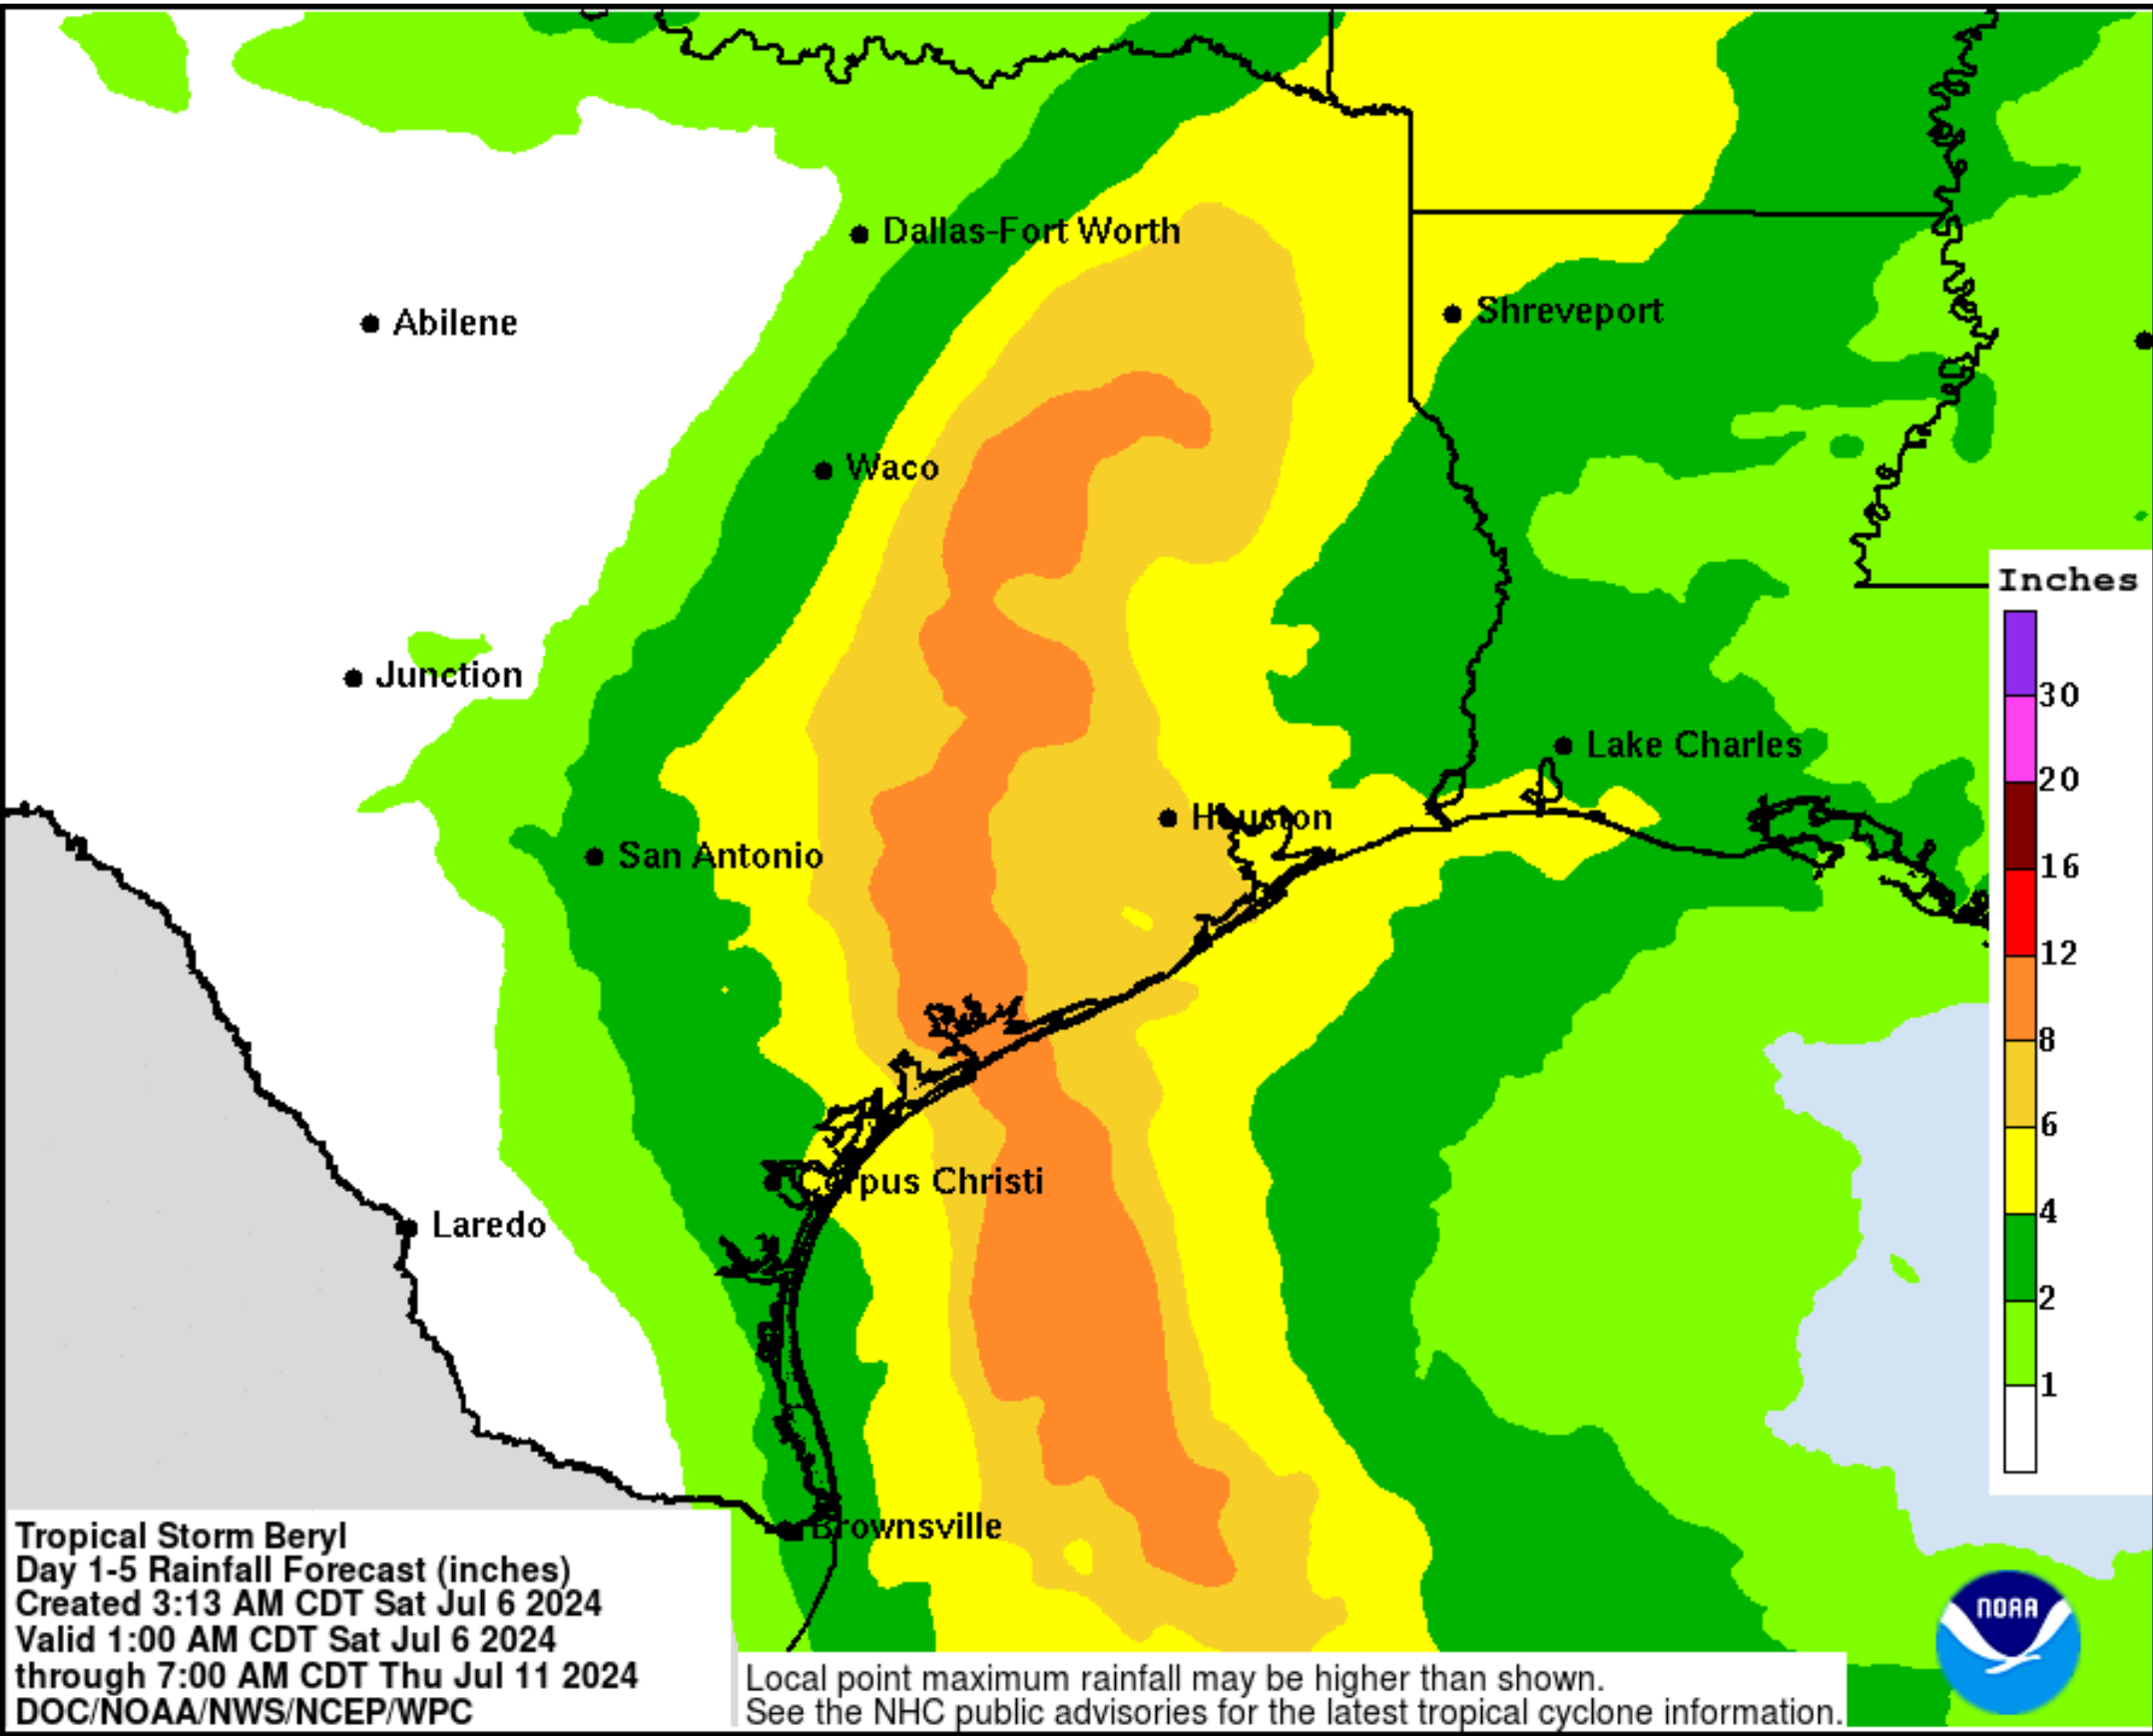 Dallas-Fort Worth
Abilene
Shreveport
Waco
Inches
Junction
30
Lake Charles
20
Houston
San Antonio
16
12
8
6
Corpus Christi
4
Laredo
2
1
Brownsville
Tropical Storm Beryl
Day 1-5 Rainfall Forecast (inches)
Created 3:13 AM CDT Sat Jul 6 2024
Valid 1:00 AM CDT Sat Jul 6 2024
through 7:00 AM CDT Thu Jul 11 2024
DOC/NOAA/NWS/NCEP/WPC
NOAA
Local point maximum rainfall may be higher than shown.
See the NHC public advisories for the latest tropical cyclone information.